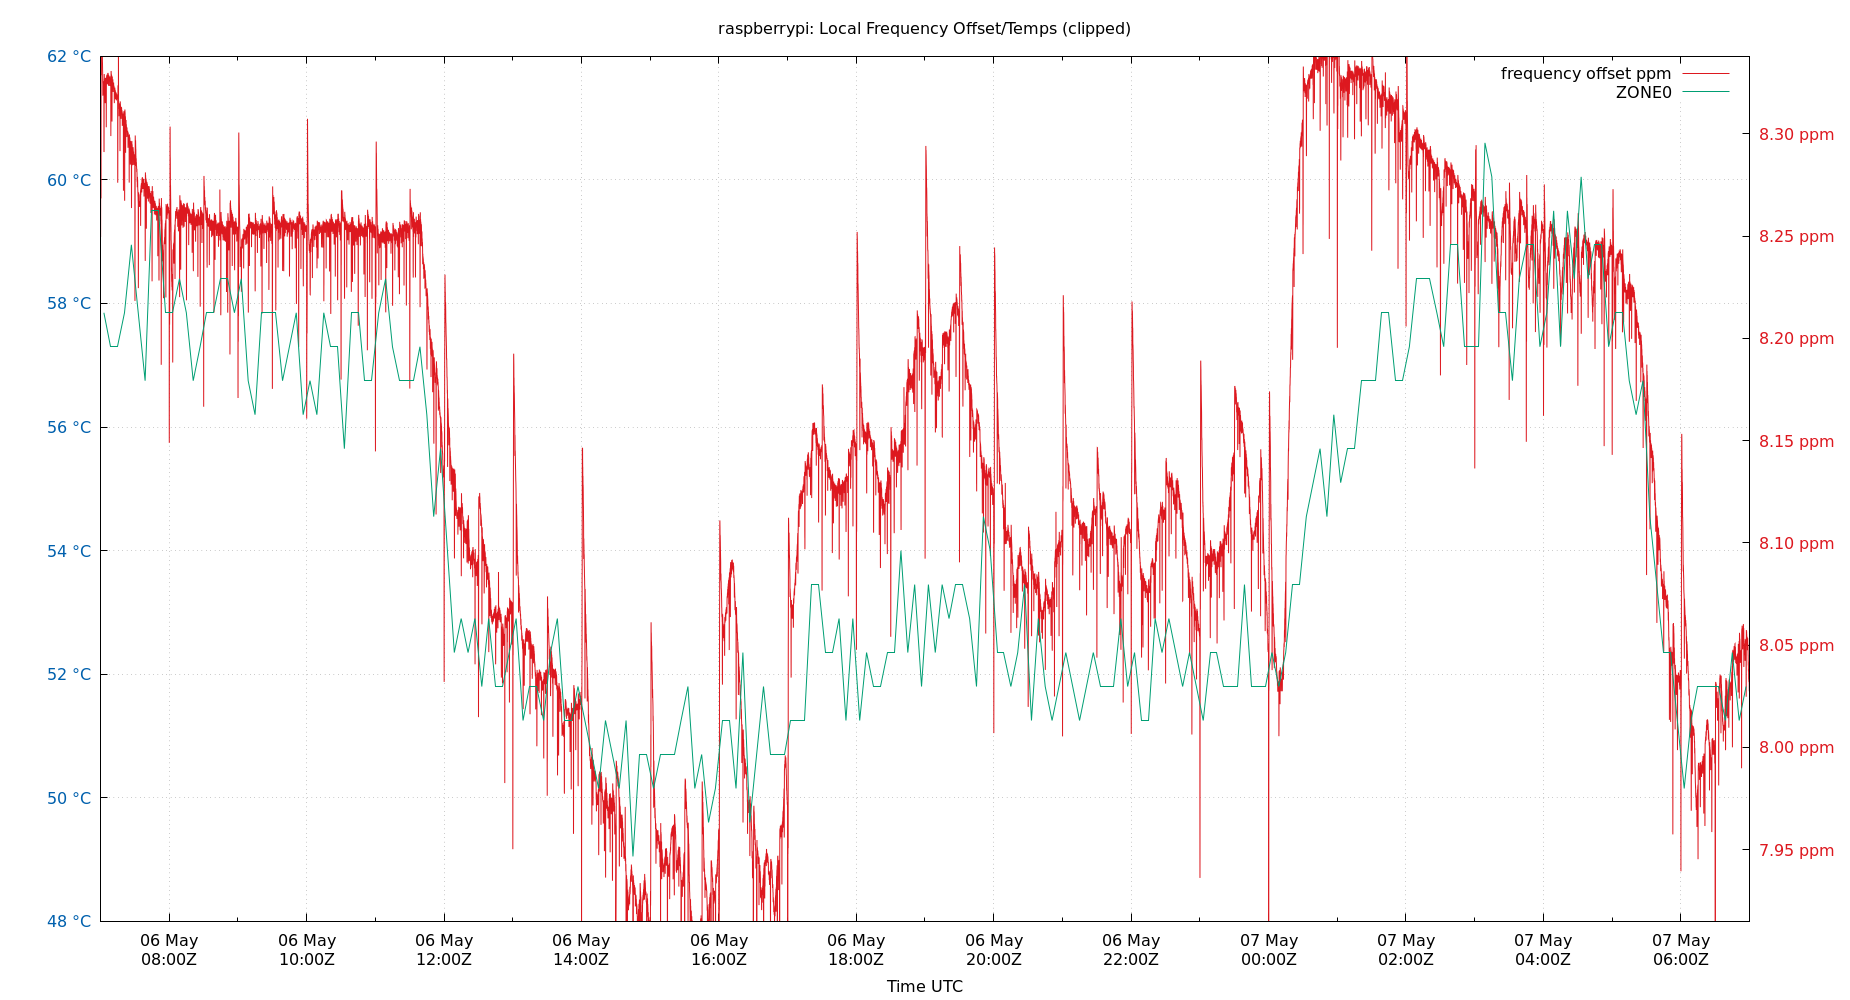 raspberrypi: Local Frequency Offset/Temps (clipped)
62 °C
60 °C
58 °C
56 °C
54 °C
52 °C
50 °C
48 °C
frequency offset ppm
ZONE0
8.30 ppm
8.25 ppm
8.20 ppm
8.15 ppm
8.10 ppm
8.05 ppm
8.00 ppm
7.95 ppm
06 May
08:00Z
06 May
10:00Z
06 May
12:00Z
06 May
14:00Z
06 May
16:00Z
06 May
18:00Z
06 May
20:00Z
06 May
22:00Z
07 May
00:00Z
07 May
02:00Z
07 May
04:00Z
07 May
06:00Z
Time UTC